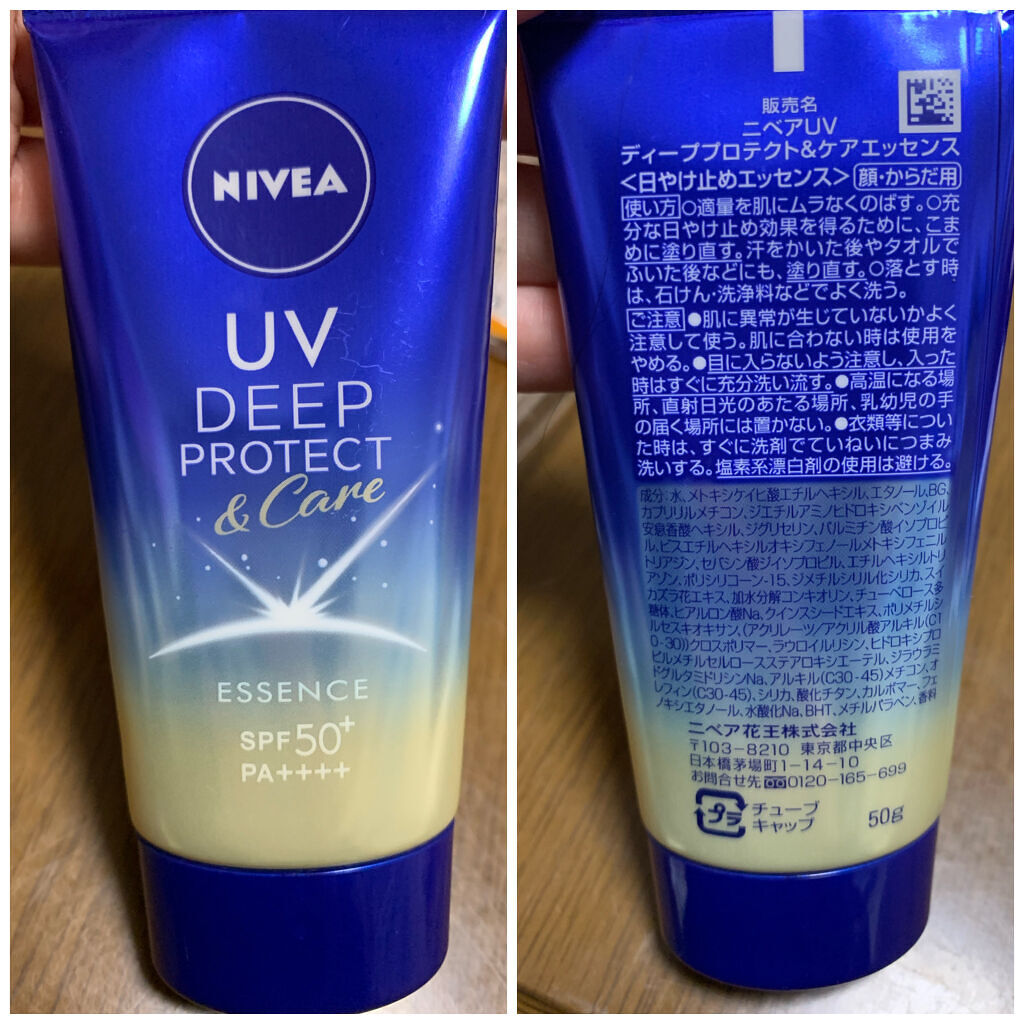 NIVEA
UV
DEEP
PROTECT
& Care
ESSENCE
SPF50+
PA++++
販売名
ニベアUV
ディーププロテクト&ケアエッセンス
<日やけ止めエッセンス> 顔・からだ用
使い方○適量を肌にムラなくのばす。○充
分な日やけ止め効果を得るために、こま
めに塗り直す。汗をかいた後やタオルで
ふいた後などにも、塗り直す。○落とす時
は、石けん・洗浄料などでよく洗う。
ご注意●肌に異常が生じていないかよく
注意して使う。肌に合わない時は使用を
やめる。●目に入らないよう注意し、入った
時はすぐに充分洗い流す。●高温になる場
所、直射日光のあたる場所、乳幼児の手
の届く場所には置かない。●衣類等につい
た時は、すぐに洗剤でていねいにつまみ
洗いする。塩素系漂白剤の使用は避ける。
成分:水、メトキシケイヒ酸エチルヘキシル、エタノール、BG、
カプリリルメチコン、ジエチルアミノヒドロキシベンゾイル
安息香酸ヘキシル、ジグリセリン、パルミチン酸イソプロピ
ル、ビスエチルヘキシルオキシフェノールメトキシフェニル
トリアジン、セバシン酸ジイソプロピル、エチルヘキシルトリ
アゾン、ポリシリコーン-15、ジメチルシリル化シリカ、スイ
カズラ花エキス、加水分解コンキオリン、チューベロース多
糖体、ヒアルロン酸Na、クインスシードエキス、ポリメチルシ
ルセスキオキサン、(アクリレーツ/アクリル酸アルキル(C1
0-30))クロスポリマー、ラウロイルリシン、ヒドロキシプロ
ピルメチルセルロースステアロキシエーテル、ジラウラミ
ドグルタミドリシンNa、アルキル(C30-45)メチコン、オ
レフィン(C30-45)、シリカ、酸化チタン、カルボマー、フェ
ノキシエタノール、水酸化Na、BHT、メチルパラベン、香料
ニベア花王株式会社
〒103-8210 東京都中央区
日本橋茅場町1-14-10
お問合せ先 0120-165-699
プラ チューブ
キャップ
50g